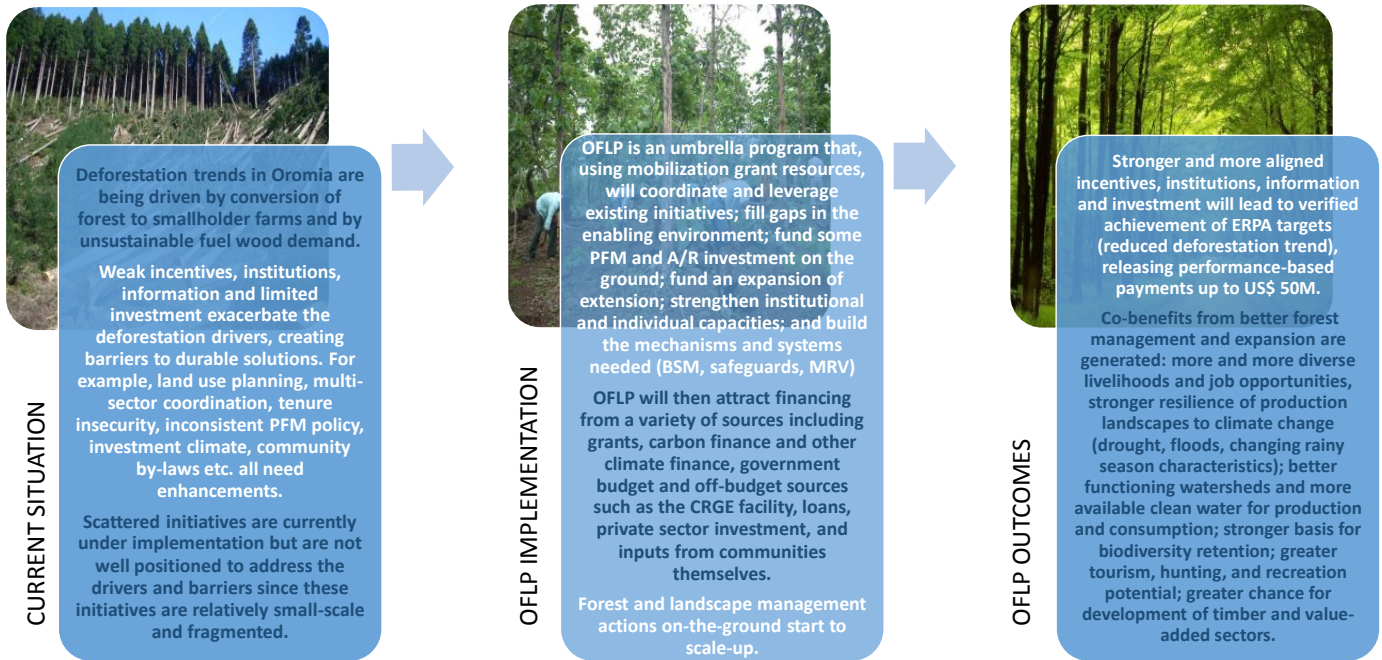 CURRENT SITUATION
Deforestation trends in Oromia are
being driven by conversion of
forest to smallholder farms and by
unsustainable fuel wood demand.
Weak incentives, institutions,
information and limited
investment exacerbate the
deforestation drivers, creating
barriers to durable solutions. For
example, land use planning, multi-
sector coordination, tenure
insecurity, inconsistent PFM policy,
investment climate, community
by-laws etc. all need
enhancements.
Scattered initiatives are currently
under implementation but are not
well positioned to address the
drivers and barriers since these
initiatives are relatively small-scale
and fragmented.
OFLP IMPLEMENTATION
OFLP is an umbrella program that,
using mobilization grant resources,
will coordinate and leverage
existing initiatives; fill gaps in the
enabling environment; fund some
PFM and A/R investment on the
ground; fund an expansion of
extension; strengthen institutional
and individual capacities; and build
the mechanisms and systems
needed (BSM, safeguards, MRV)
OFLP will then attract financing
from a variety of sources including
grants, carbon finance and other
climate finance, government
budget and off-budget sources
such as the CRGE facility, loans,
private sector investment, and
inputs from communities
themselves.
Forest and landscape management
actions on-the-ground start to
scale-up.
OFLP OUTCOMES
Stronger and more aligned
incentives, institutions, information
and investment will lead to verified
achievement of ERPA targets
(reduced deforestation trend),
releasing performance-based
payments up to US$ 50M.
Co-benefits from better forest
management and expansion are
generated: more and more diverse
livelihoods and job opportunities,
stronger resilience of production
landscapes to climate change
(drought, floods, changing rainy
season characteristics); better
functioning watersheds and more
available clean water for production
and consumption; stronger basis for
biodiversity retention; greater
tourism, hunting, and recreation
potential; greater chance for
development of timber and value-
added sectors.